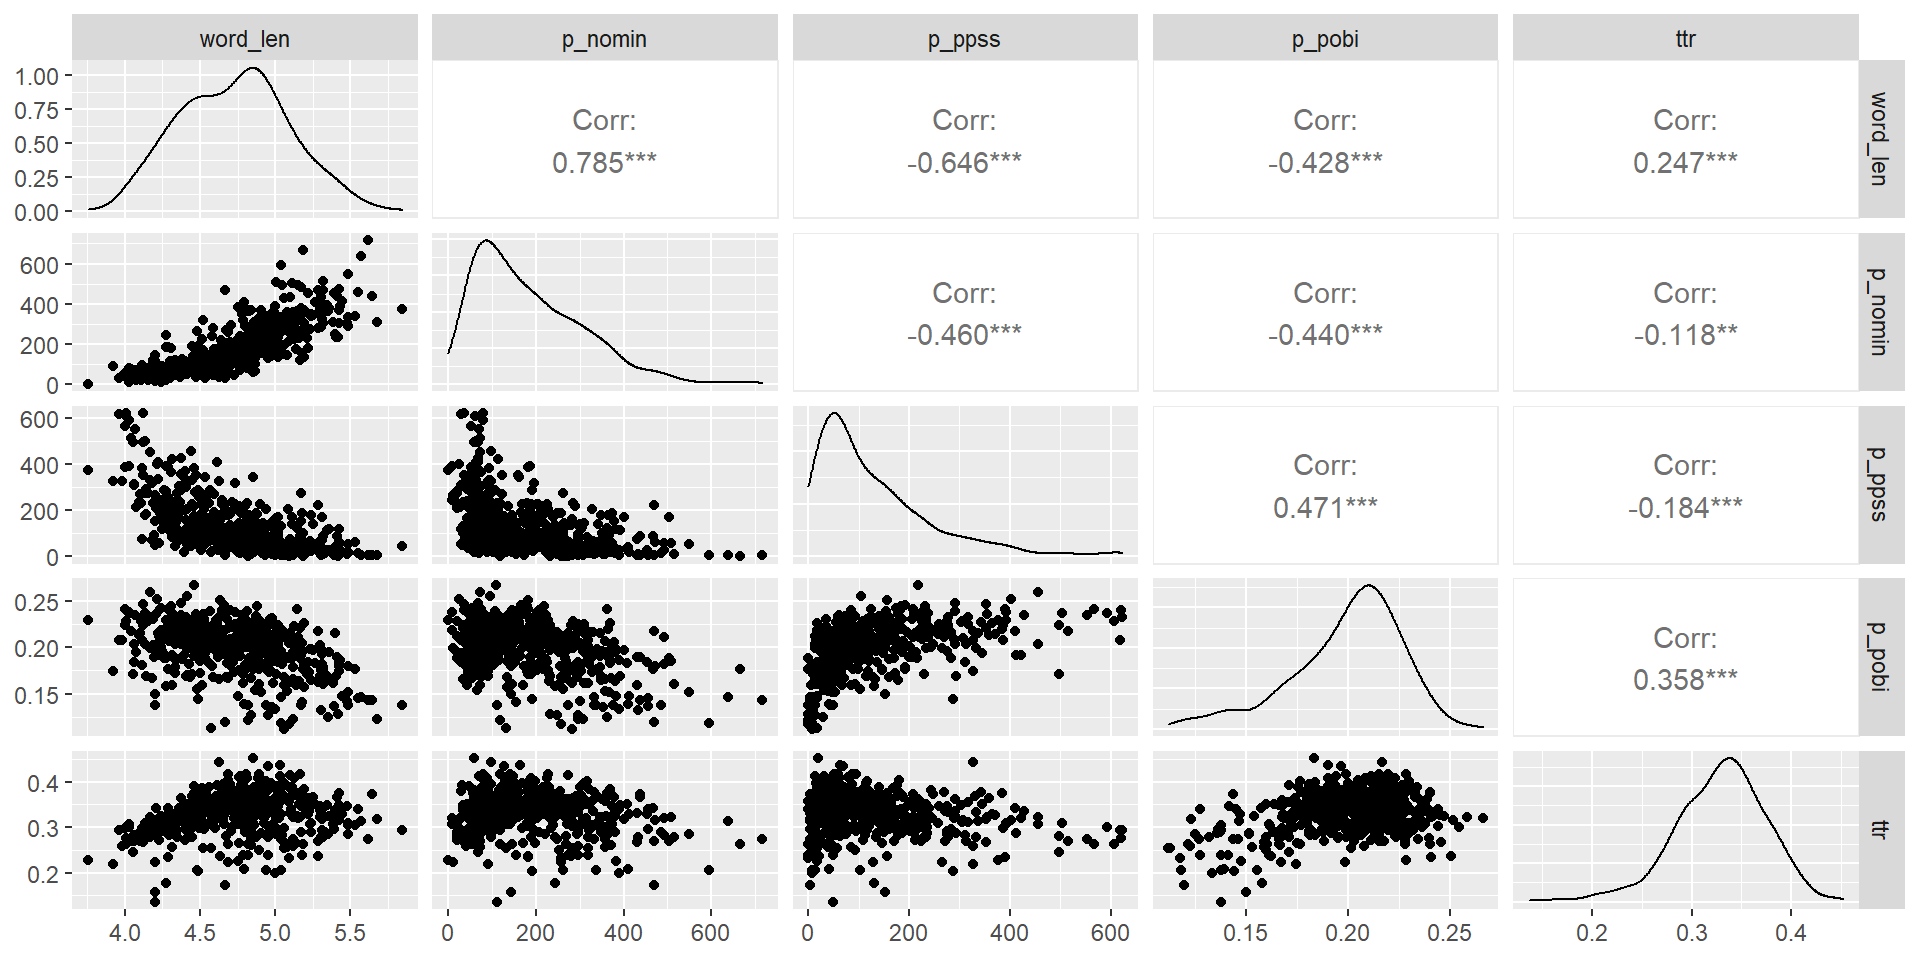 word_len p_nomin p_ppss p_pobi ttr
1.00
0.75
0.50
0.25
0.00
Corr:
0.785***
Corr:
-0.646***
Corr:
-0.428***
Corr:
0.247***
word_len
600
400
200
0
Corr:
-0.460***
Corr:
-0.440***
Corr:
-0.118**
p_nomin
600
400
200
0
Corr:
0.471***
Corr:
-0.184***
p_ppss
0.25
0.20
0.15
Corr:
0.358***
p_pobi
0.4
0.3
0.2
ttr
4.0 4.5 5.0 5.5 0 200 400 600 0 200 400 600 0.15 0.20 0.25 0.2 0.3 0.4